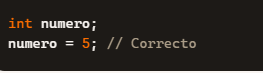 int numero;
numero = 5; // Correcto